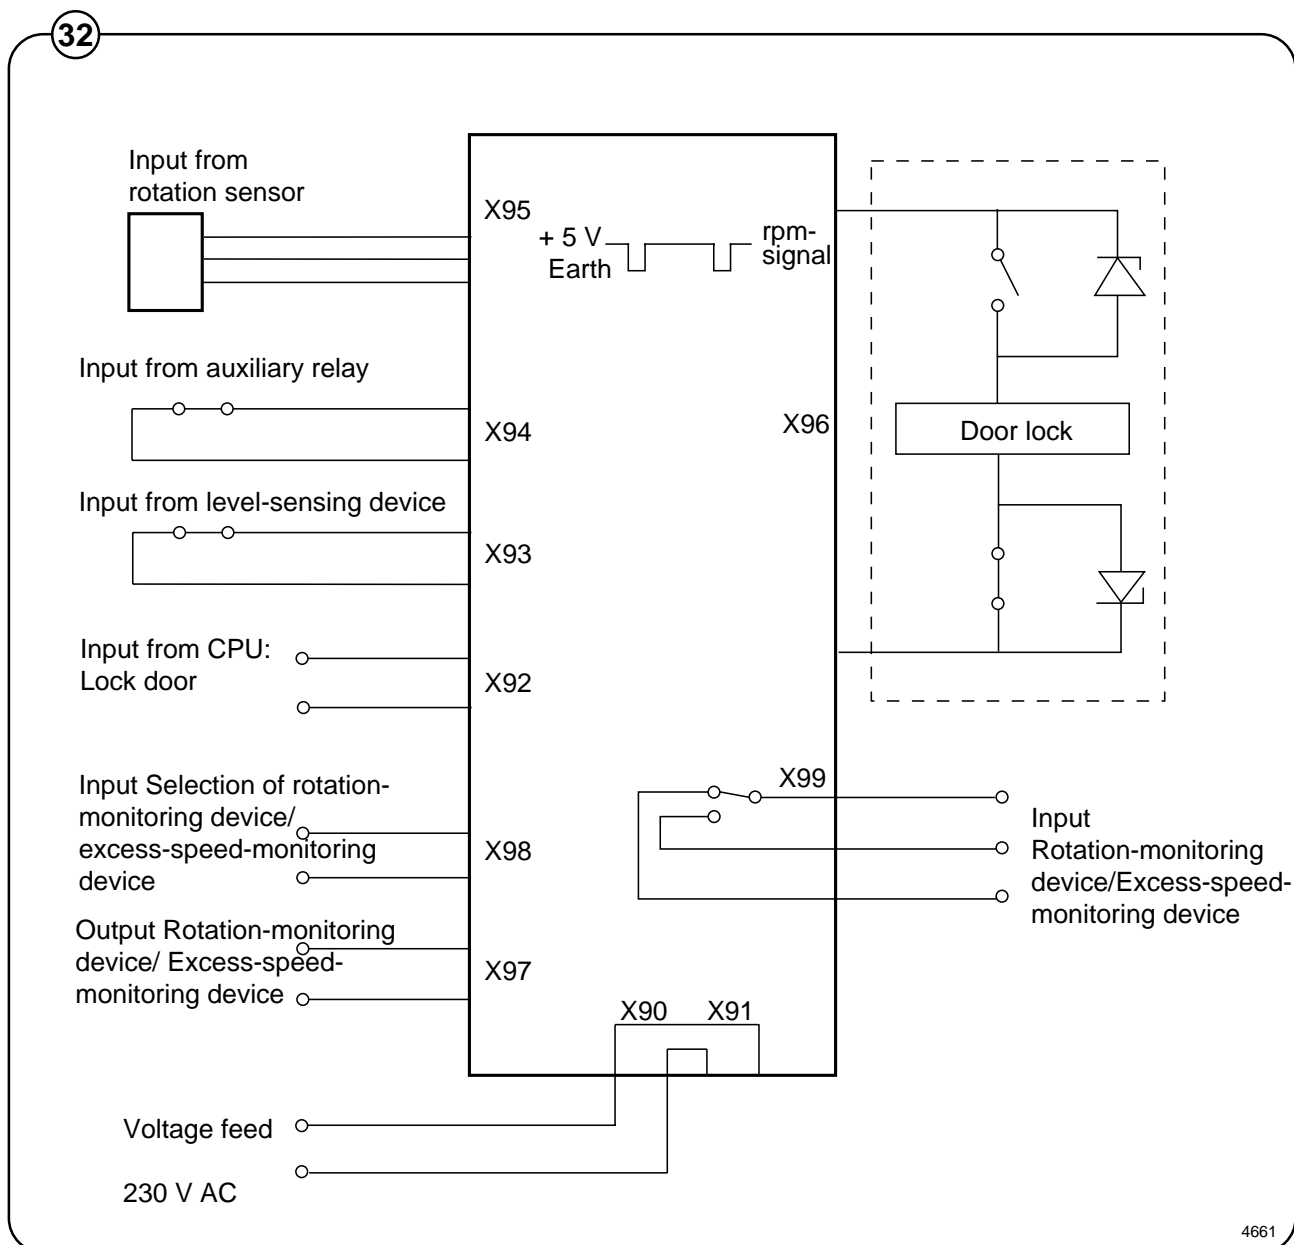 32
Input from
rotation sensor
X95
+ 5 V
Earth
rpm-
signal
Input from auxiliary relay
X94
X96
Door lock
Input from level-sensing device
X93
Input from CPU:
Lock door
X92
Input Selection of rotation-
monitoring device/
excess-speed-monitoring
device
X98
X99
Input
Rotation-monitoring
device/Excess-speed-
monitoring device
Output Rotation-monitoring
device/ Excess-speed-
monitoring device
X97
X90
X91
Voltage feed
230 V AC
4661